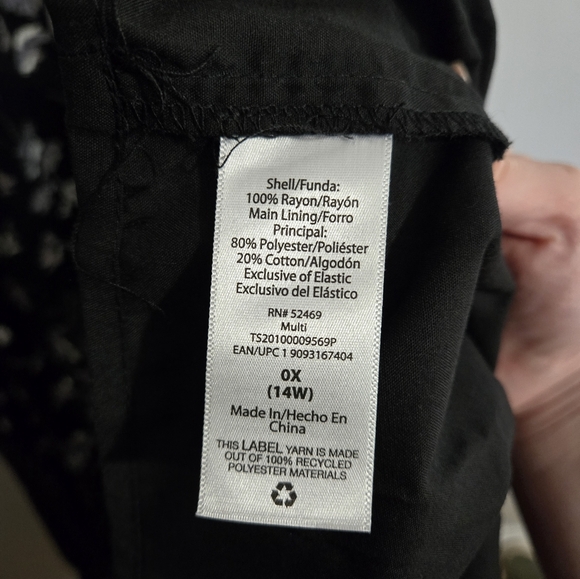 Shell/Funda:
100% Rayon/Rayón
Main Lining/Forro
Principal:
80% Polyester/Poliéster
20% Cotton/Algodón
Exclusive of Elastic
Exclusivo del Elástico
RN# 52469
Multi
TS20100009569P
EAN/UPC 1 9093167404
0X
(14W)
Made In/Hecho En
China
THIS LABEL YARN IS MADE
OUT OF 100% RECYCLED
POLYESTER MATERIALS